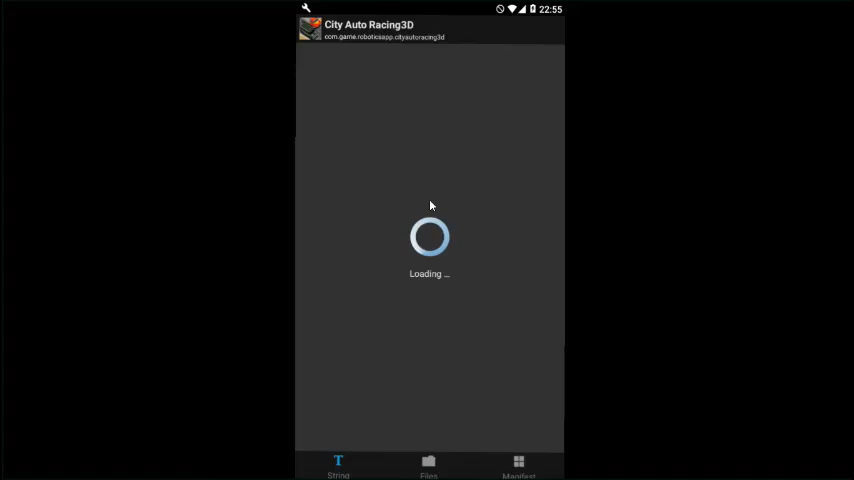 22:55
City Auto Racing3D
com.game.roboticsapp.cityautoracing3d
Loading ...
T
String
Files
Manifest